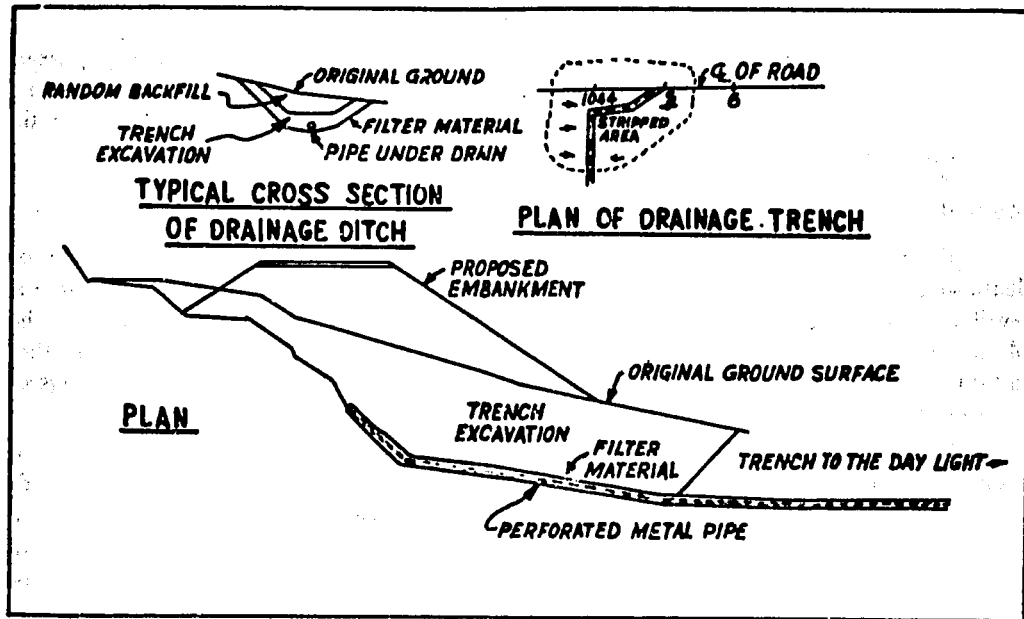 ORIGINAL GROUND
RANDOM BACKFILL
TRENCH
EXCAVATION
FILTER MATERIAL
PIPE UNDER DRAIN
TYPICAL CROSS SECTION
OF DRAINAGE DITCH
℄ OF ROAD
1044
6
STRIPPED
AREA
PLAN OF DRAINAGE TRENCH
PROPOSED
EMBANKMENT
ORIGINAL GROUND SURFACE
PLAN
TRENCH
EXCAVATION
FILTER
MATERIAL
TRENCH TO THE DAY LIGHT
PERFORATED METAL PIPE